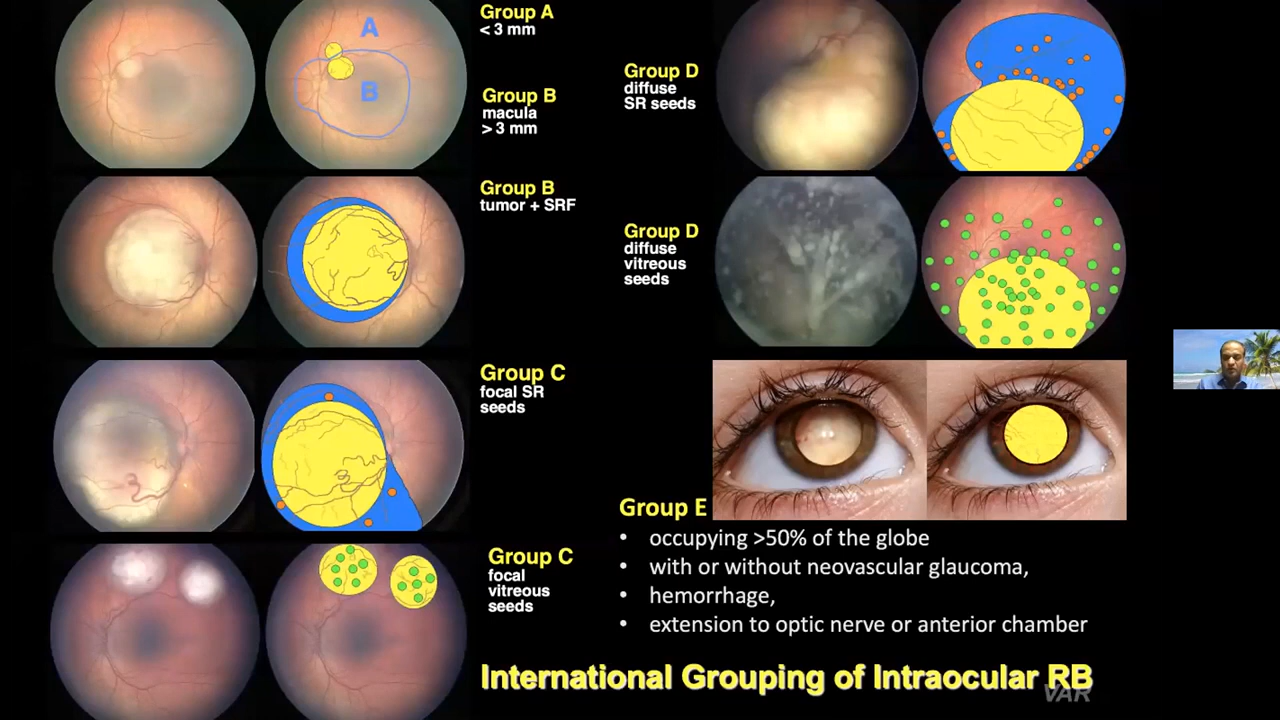 A
B
Group A
< 3 mm
Group B
macula
> 3 mm
Group B
tumor + SRF
Group C
focal SR
seeds
Group C
focal
vitreous
seeds
Group D
diffuse
SR seeds
Group D
diffuse
vitreous
seeds
Group E
• occupying >50% of the globe
• with or without neovascular glaucoma,
• hemorrhage,
• extension to optic nerve or anterior chamber
International Grouping of Intraocular RB
VAR